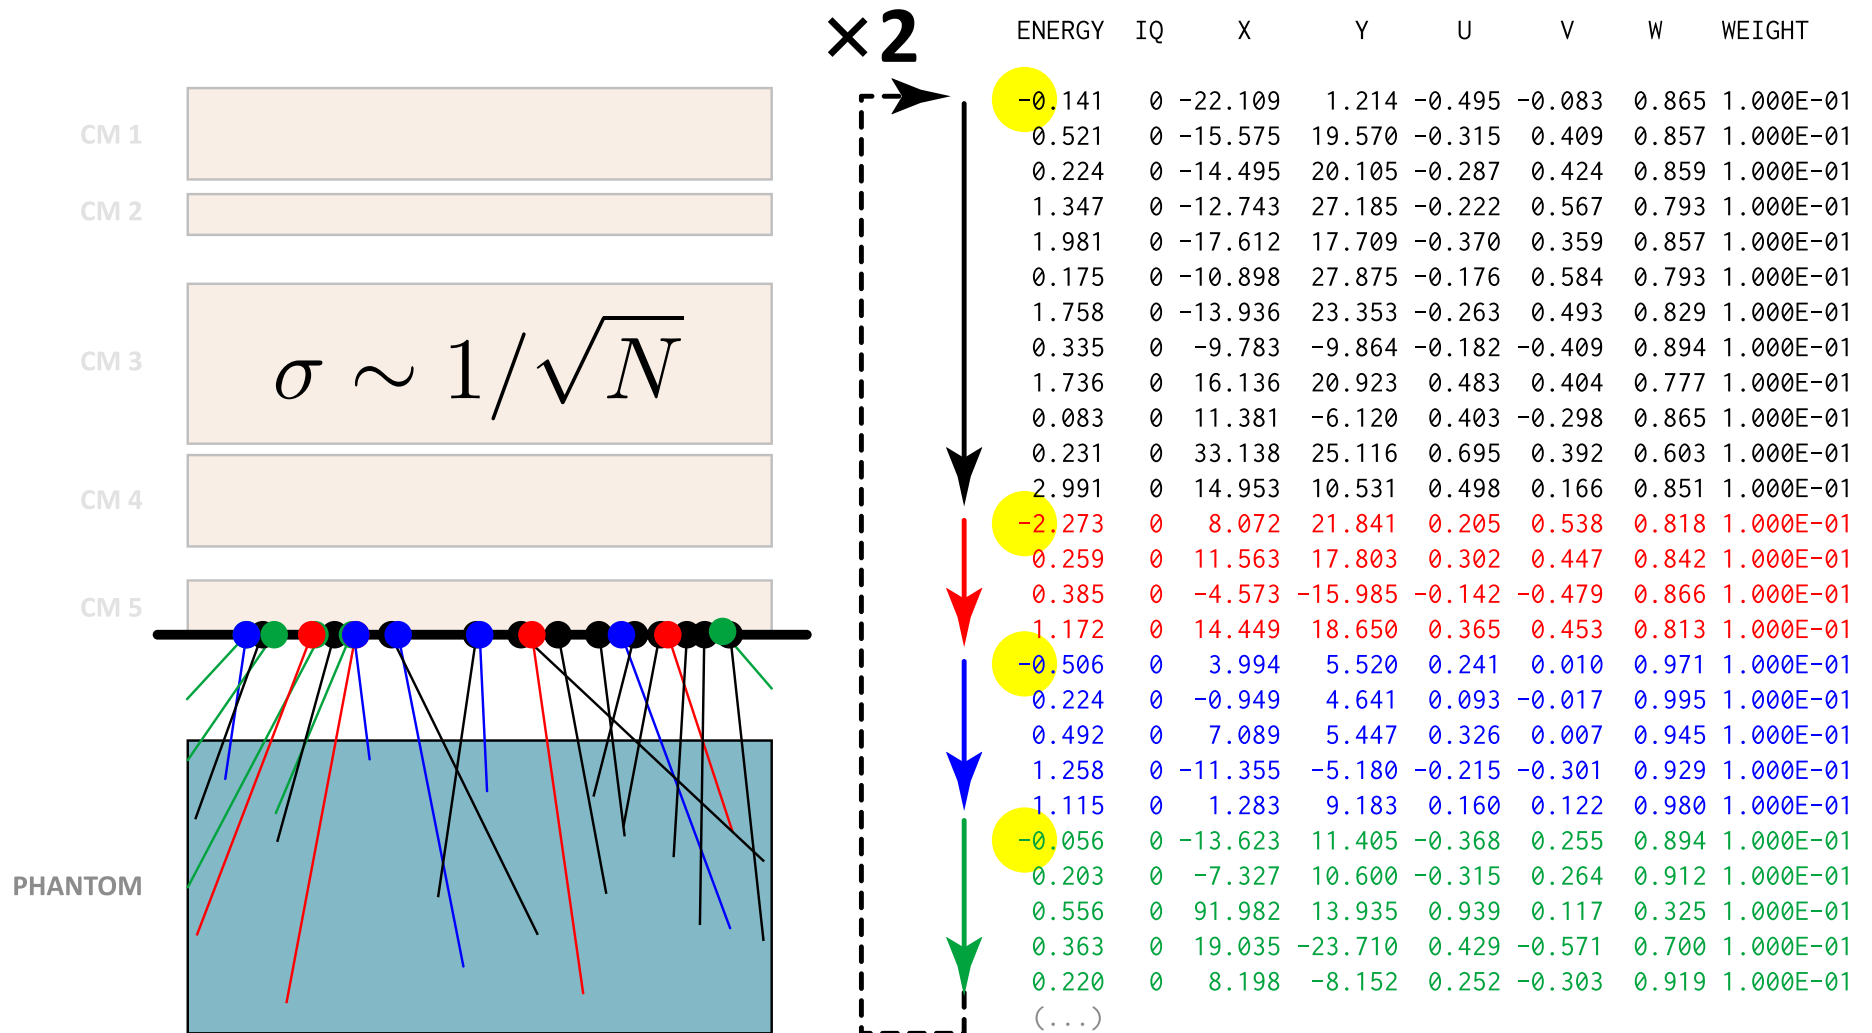 ×2
CM 1
CM 2
CM 3
σ ∼ 1/√N
CM 4
CM 5
PHANTOM
ENERGY IQ X Y U V W WEIGHT
-0.141 0 -22.109 1.214 -0.495 -0.083 0.865 1.000E-01
0.521 0 -15.575 19.570 -0.315 0.409 0.857 1.000E-01
0.224 0 -14.495 20.105 -0.287 0.424 0.859 1.000E-01
1.347 0 -12.743 27.185 -0.222 0.567 0.793 1.000E-01
1.981 0 -17.612 17.709 -0.370 0.359 0.857 1.000E-01
0.175 0 -10.898 27.875 -0.176 0.584 0.793 1.000E-01
1.758 0 -13.936 23.353 -0.263 0.493 0.829 1.000E-01
0.335 0 -9.783 -9.864 -0.182 -0.409 0.894 1.000E-01
1.736 0 16.136 20.923 0.483 0.404 0.777 1.000E-01
0.083 0 11.381 -6.120 0.403 -0.298 0.865 1.000E-01
0.231 0 33.138 25.116 0.695 0.392 0.603 1.000E-01
2.991 0 14.953 10.531 0.498 0.166 0.851 1.000E-01
-2.273 0 8.072 21.841 0.205 0.538 0.818 1.000E-01
0.259 0 11.563 17.803 0.302 0.447 0.842 1.000E-01
0.385 0 -4.573 -15.985 -0.142 -0.479 0.866 1.000E-01
1.172 0 14.449 18.650 0.365 0.453 0.813 1.000E-01
-0.506 0 3.994 5.520 0.241 0.010 0.971 1.000E-01
0.224 0 -0.949 4.641 0.093 -0.017 0.995 1.000E-01
0.492 0 7.089 5.447 0.326 0.007 0.945 1.000E-01
1.258 0 -11.355 -5.180 -0.215 -0.301 0.929 1.000E-01
1.115 0 1.283 9.183 0.160 0.122 0.980 1.000E-01
-0.056 0 -13.623 11.405 -0.368 0.255 0.894 1.000E-01
0.203 0 -7.327 10.600 -0.315 0.264 0.912 1.000E-01
0.556 0 91.982 13.935 0.939 0.117 0.325 1.000E-01
0.363 0 19.035 -23.710 0.429 -0.571 0.700 1.000E-01
0.220 0 8.198 -8.152 0.252 -0.303 0.919 1.000E-01
(...)